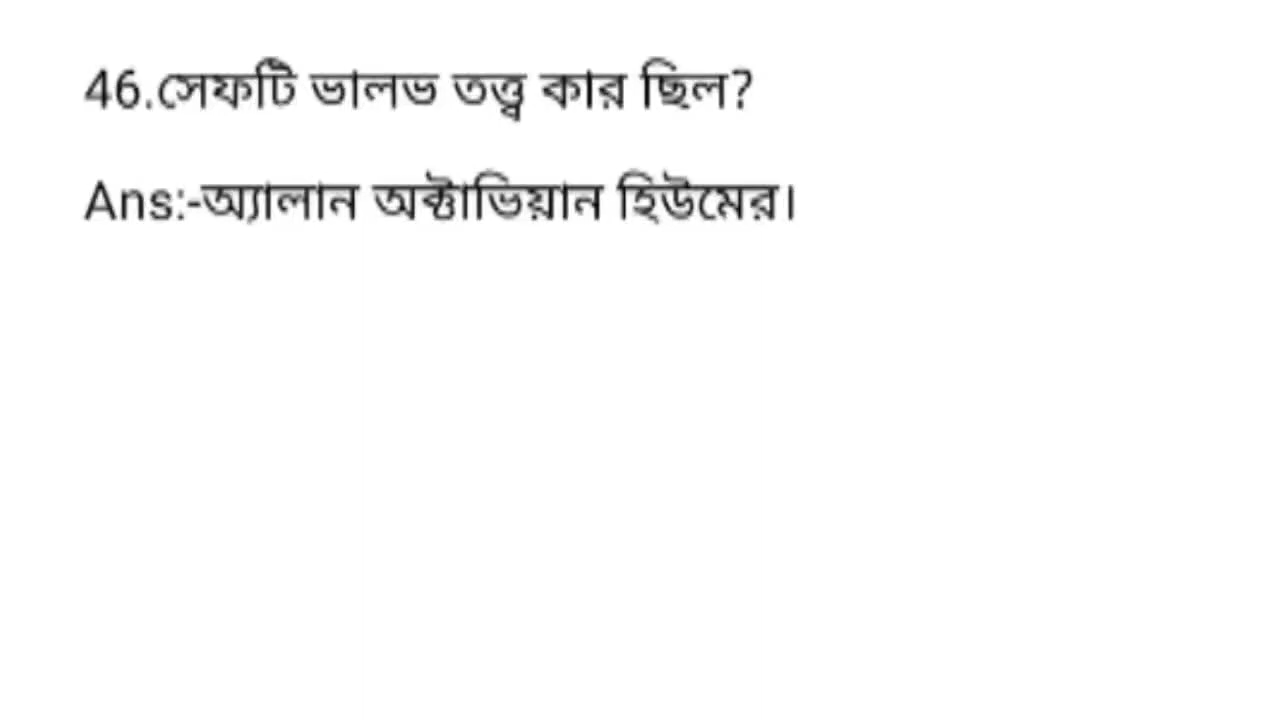 46.সেফটি ভালভ তত্ত্ব কার ছিল?
Ans:-অ্যালান অক্টাভিয়ান হিউমের।